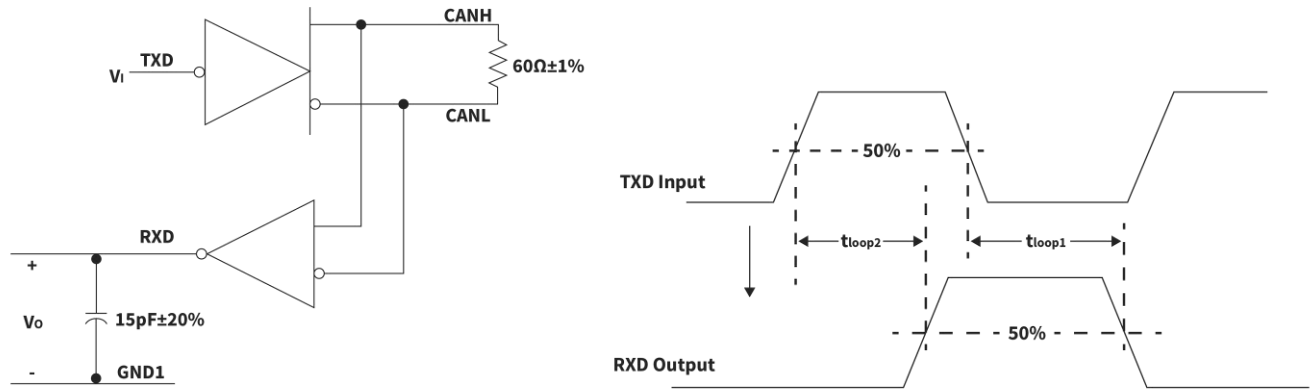 CANH
TXD
VI
60Ω±1%
CANL
RXD
+
VO
15pF±20%
-
GND1
50%
TXD Input
tloop2
tloop1
50%
RXD Output